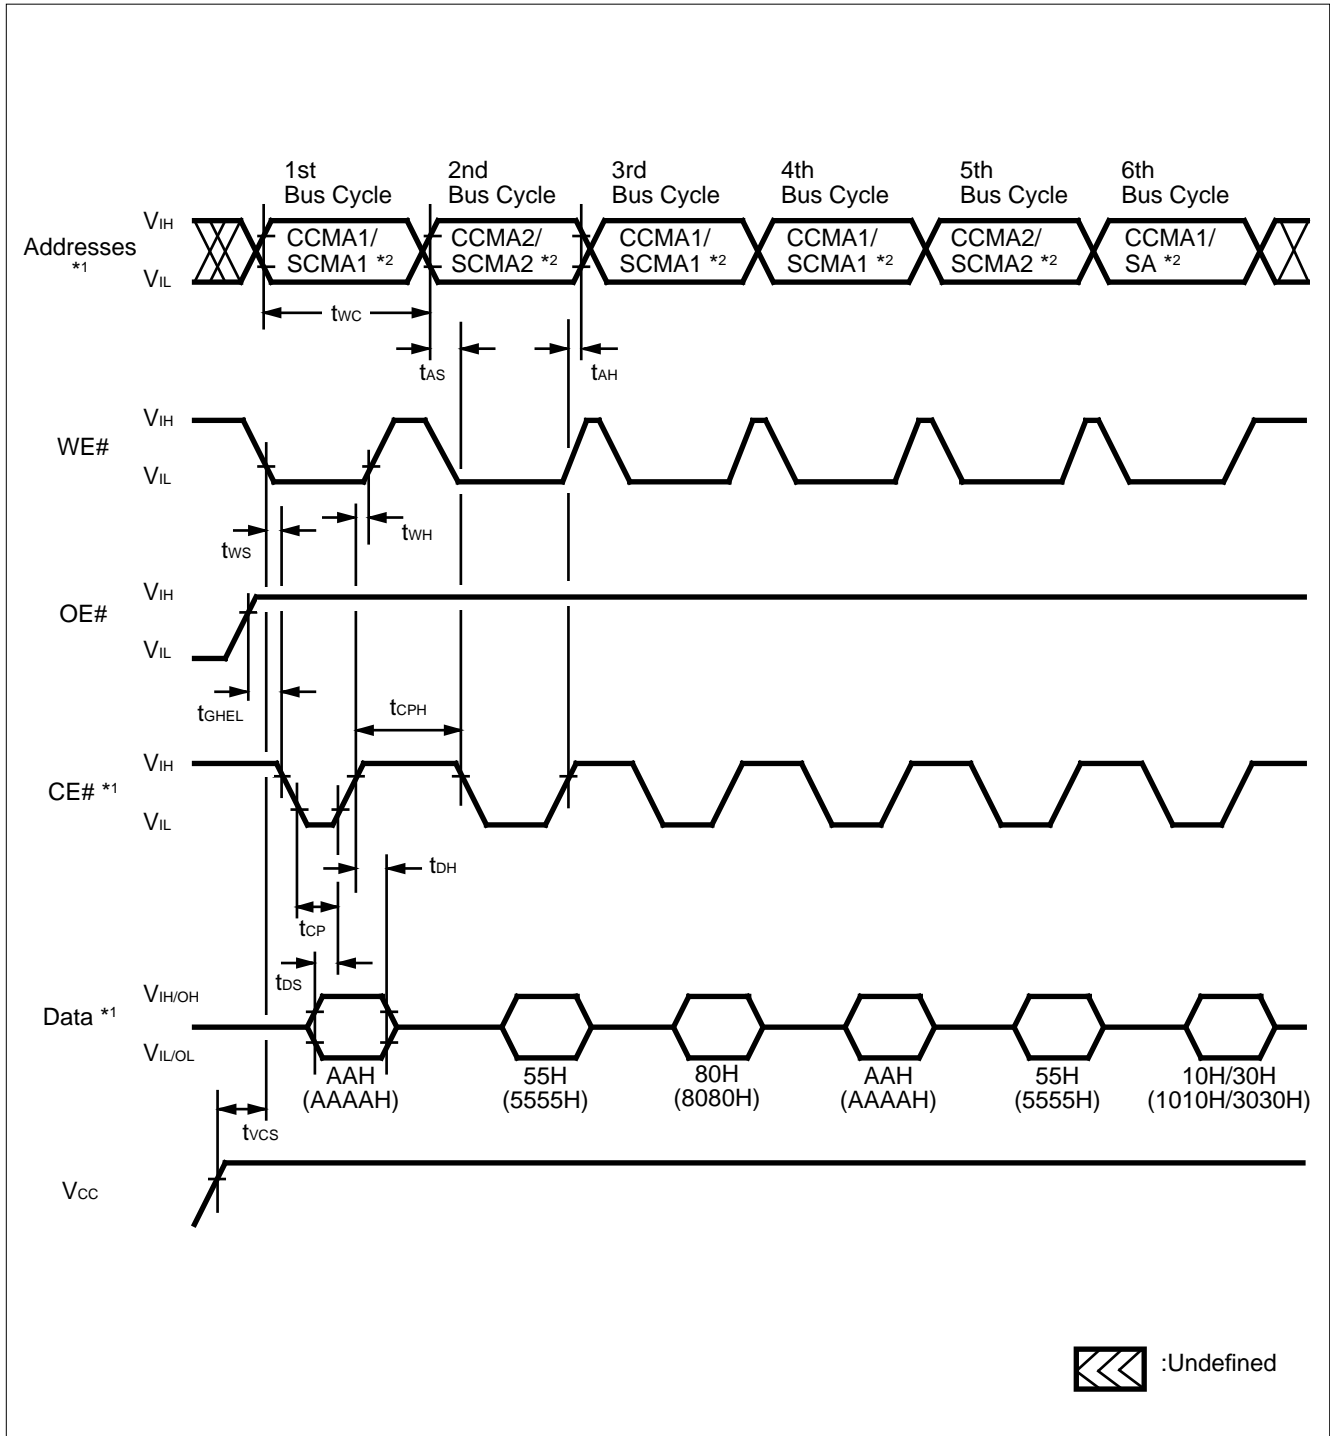 1st
Bus Cycle
2nd
Bus Cycle
3rd
Bus Cycle
4th
Bus Cycle
5th
Bus Cycle
6th
Bus Cycle
Addresses
*1
VIH
VIL
CCMA1/
SCMA1 *2
CCMA2/
SCMA2 *2
CCMA1/
SCMA1 *2
CCMA1/
SCMA1 *2
CCMA2/
SCMA2 *2
CCMA1/
SA *2
tWC
tAS
tAH
WE#
VIH
VIL
tWS
tWH
OE#
VIH
VIL
tGHEL
tCPH
CE# *1
VIH
VIL
tDH
tCP
tDS
Data *1
VIH/OH
VIL/OL
AAH
(AAAAH)
55H
(5555H)
80H
(8080H)
AAH
(AAAAH)
55H
(5555H)
10H/30H
(1010H/3030H)
tVCS
VCC
:Undefined